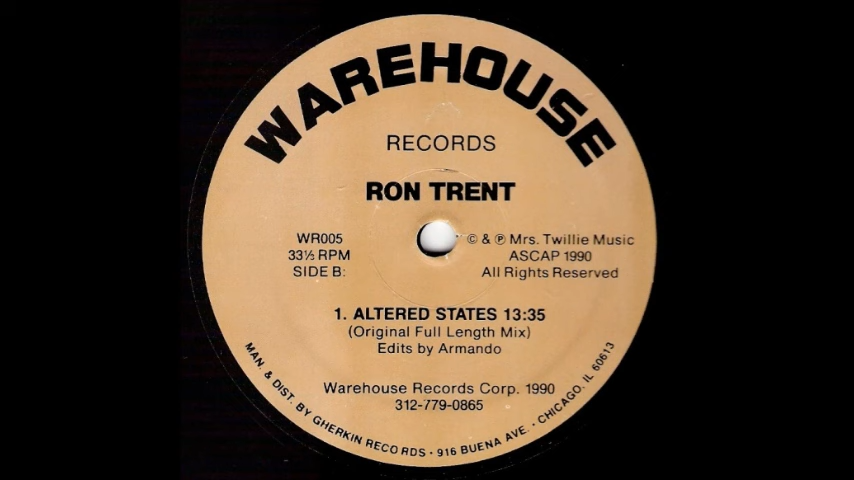 WAREHOUSE
RECORDS
RON TRENT
WR005
33⅓ RPM
SIDE B:
© & ℗ Mrs. Twillie Music
ASCAP 1990
All Rights Reserved
1. ALTERED STATES 13:35
(Original Full Length Mix)
Edits by Armando
Warehouse Records Corp. 1990
312-779-0865
MAN. & DIST. BY GHERKIN RECORDS • 916 BUENA AVE. • CHICAGO, IL 60613